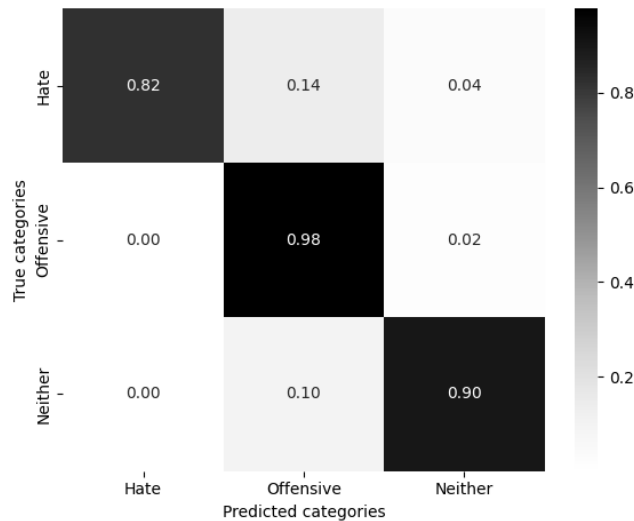 Hate
0.82
0.14
0.04
0.8
0.6
True categories
Offensive
0.00
0.98
0.02
0.4
Neither
0.00
0.10
0.90
0.2
Hate
Offensive
Neither
Predicted categories